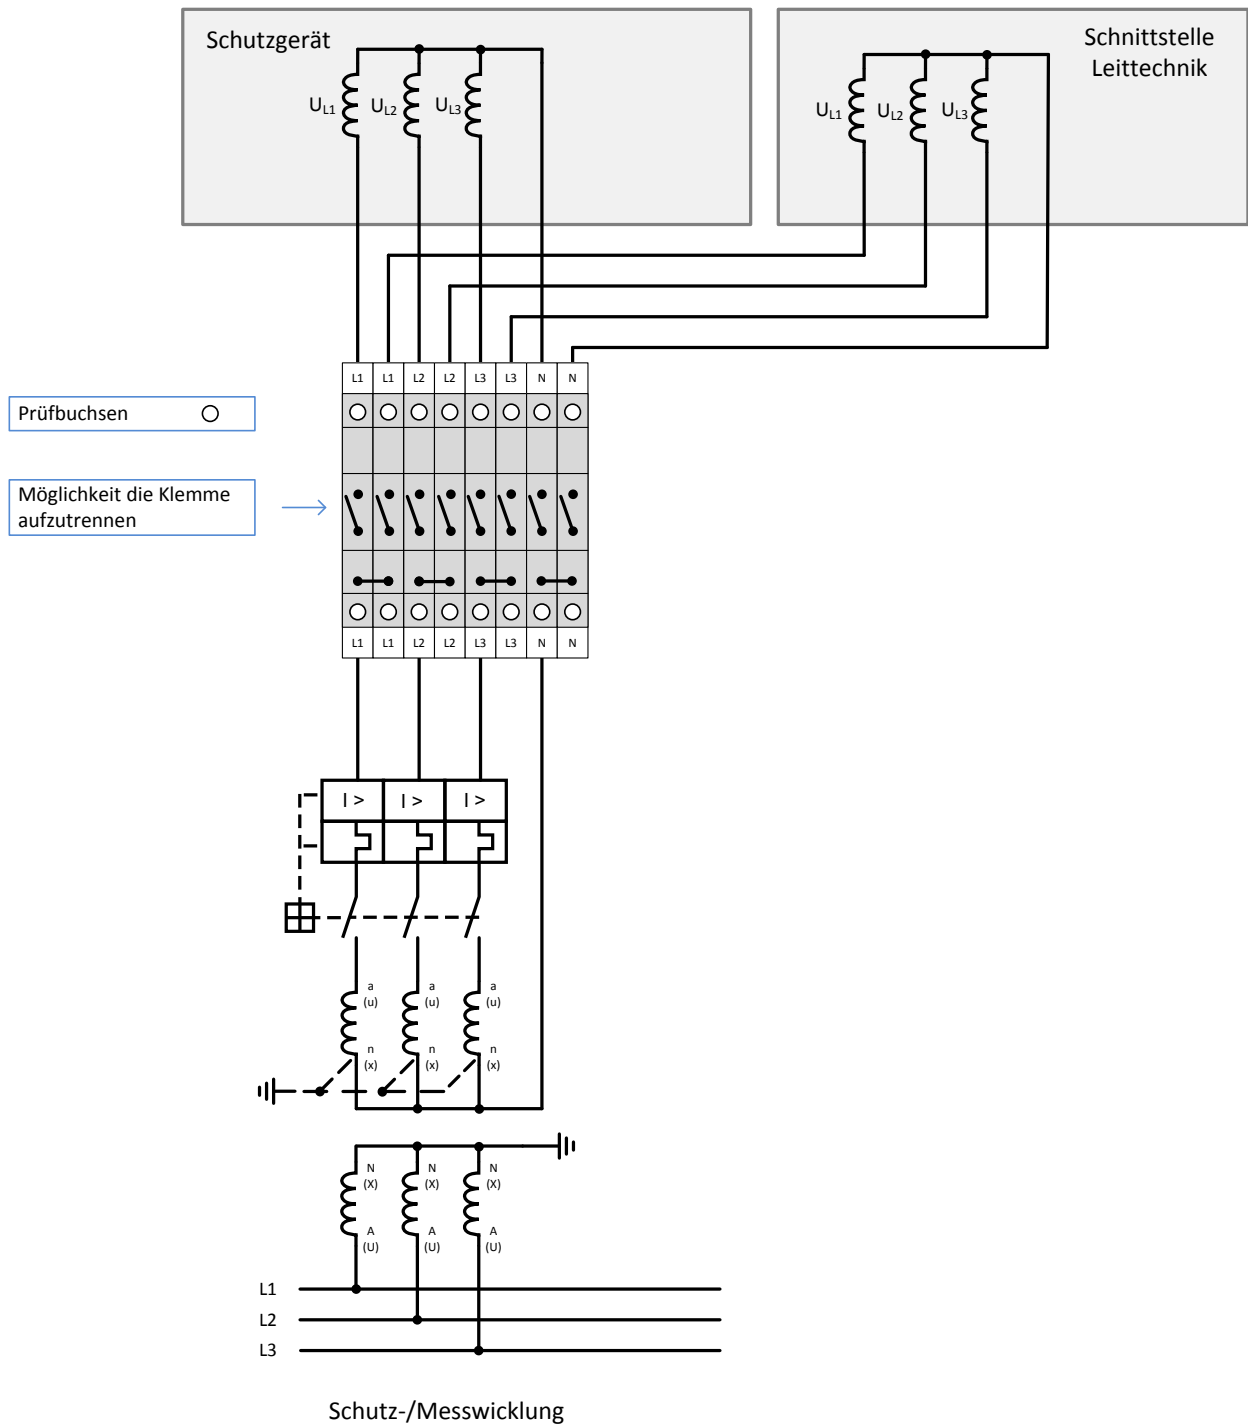 Schutzgerät
Schnittstelle
Leittechnik
UL1 UL2 UL3
UL1 UL2 UL3
L1 L1 L2 L2 L3 L3 N N
Prüfbuchsen
Möglichkeit die Klemme
aufzutrennen
L1 L1 L2 L2 L3 L3 N N
I > I > I >
a a a
(u) (u) (u)
n n n
(x) (x) (x)
N N N
(X) (X) (X)
A A A
(U) (U) (U)
L1
L2
L3
Schutz-/Messwicklung